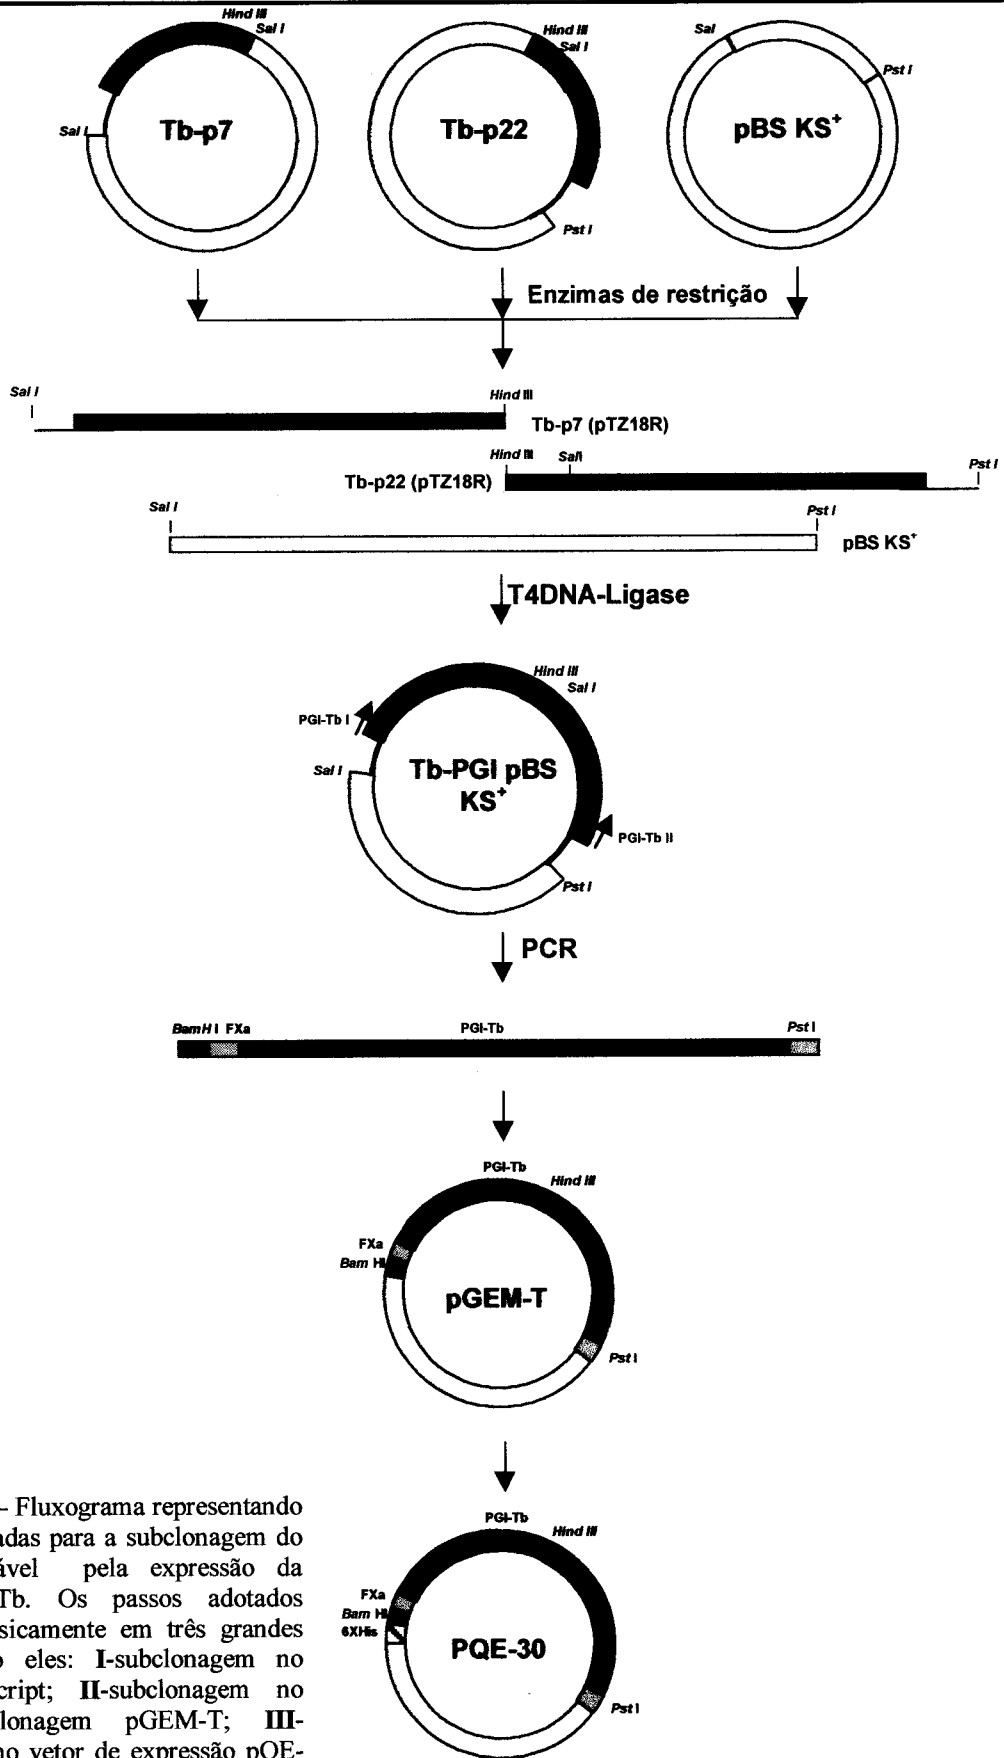 Hind III
Sal I
Sal I
Tb-p7
Hind III
Sal I
Tb-p22
Pst I
Sal
Pst I
pBS KS+
Enzimas de restrição
Sal I
Hind III
Tb-p7 (pTZ18R)
Hind III
SalI
Pst I
Tb-p22 (pTZ18R)
Sal I
Pst I
pBS KS+
T4DNA-Ligase
Hind III
Sal I
PGI-Tb I
Sal I
Tb-PGI pBS
KS+
PGI-Tb II
Pst I
PCR
BamH I FXa
PGI-Tb
Pst I
PGI-Tb
Hind III
FXa
Bam HI
pGEM-T
Pst I
PGI-Tb
Hind III
FXa
Bam HI
6XHis
PQE-30
Pst I
– Fluxograma representando
adas para a subclonagem do
ável pela expressão da
Tb. Os passos adotados
sicamente em três grandes
o eles: I-subclonagem no
cript; II-subclonagem no
lonagem pGEM-T; III-
no vetor de expressão pQE-